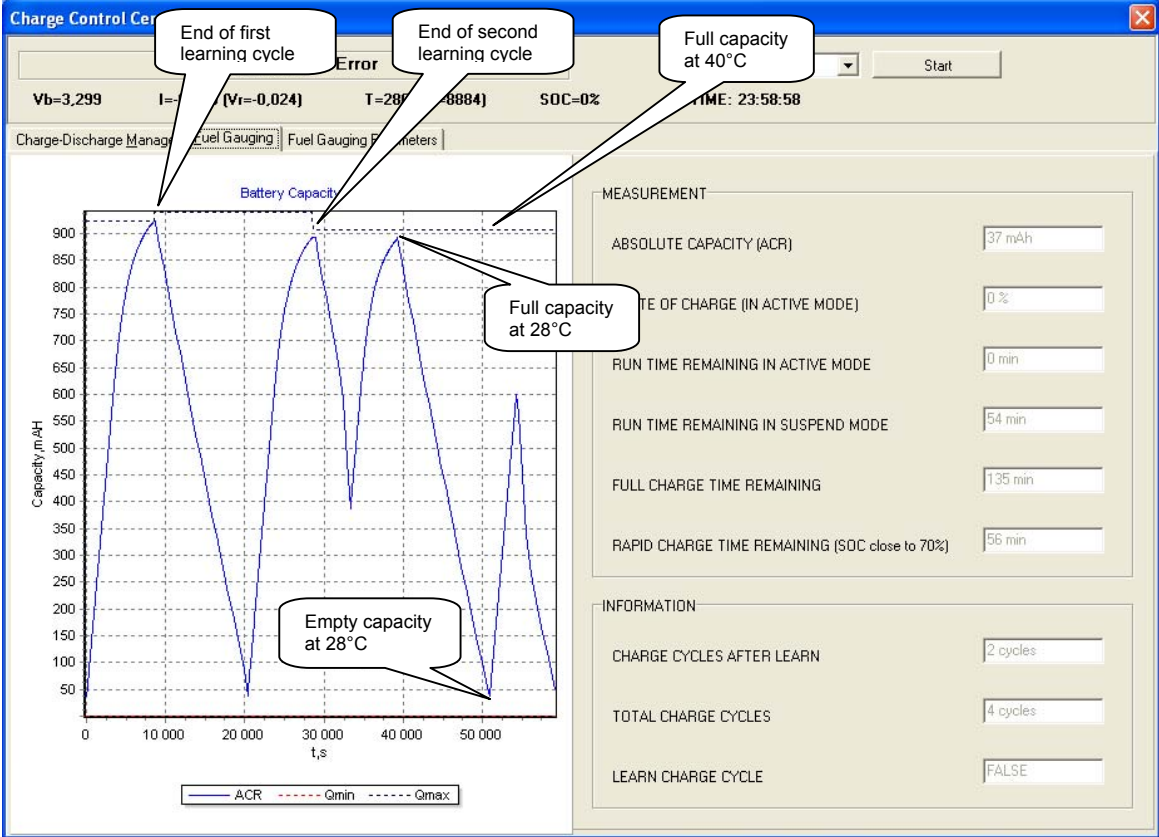 Charge Control Cen
End of first
learning cycle
End of second
learning cycle
Full capacity
at 40°C
Error
Start
Vb=3,299
(Vr=-0,024)
8884)
SOC=0%
TIME: 23:58:58
Charge-Discharge Manage
Fuel Gauging
Fuel Gauging
Battery Capacity
900
850
800
750
700
650
600
550
500
450
400
350
300
250
200
150
100
50
Capacity,mAH
0
10 000
20 000
30 000
40 000
50 000
t,s
Full capacity
at 28°C
Empty capacity
at 28°C
ACR
Qmin
Qmax
MEASUREMENT
ABSOLUTE CAPACITY (ACR)
37 mAh
TE OF CHARGE (IN ACTIVE MODE)
0 %
RUN TIME REMAINING IN ACTIVE MODE
0 min
RUN TIME REMAINING IN SUSPEND MODE
54 min
FULL CHARGE TIME REMAINING
135 min
RAPID CHARGE TIME REMAINING (SOC close to 70%)
56 min
INFORMATION
CHARGE CYCLES AFTER LEARN
2 cycles
TOTAL CHARGE CYCLES
4 cycles
LEARN CHARGE CYCLE
FALSE